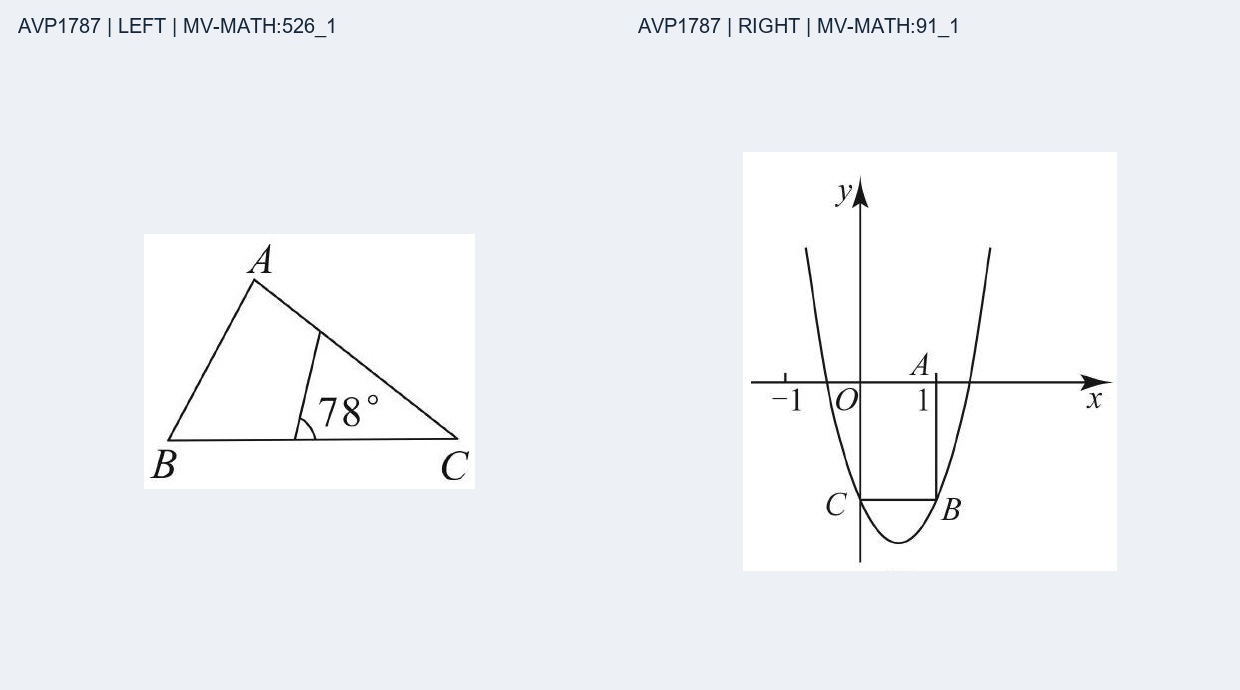 AVP1787 | LEFT | MV-MATH:526_1
AVP1787 | RIGHT | MV-MATH:91_1
A
78°
B
C
y
A
−1
O
1
x
C
B